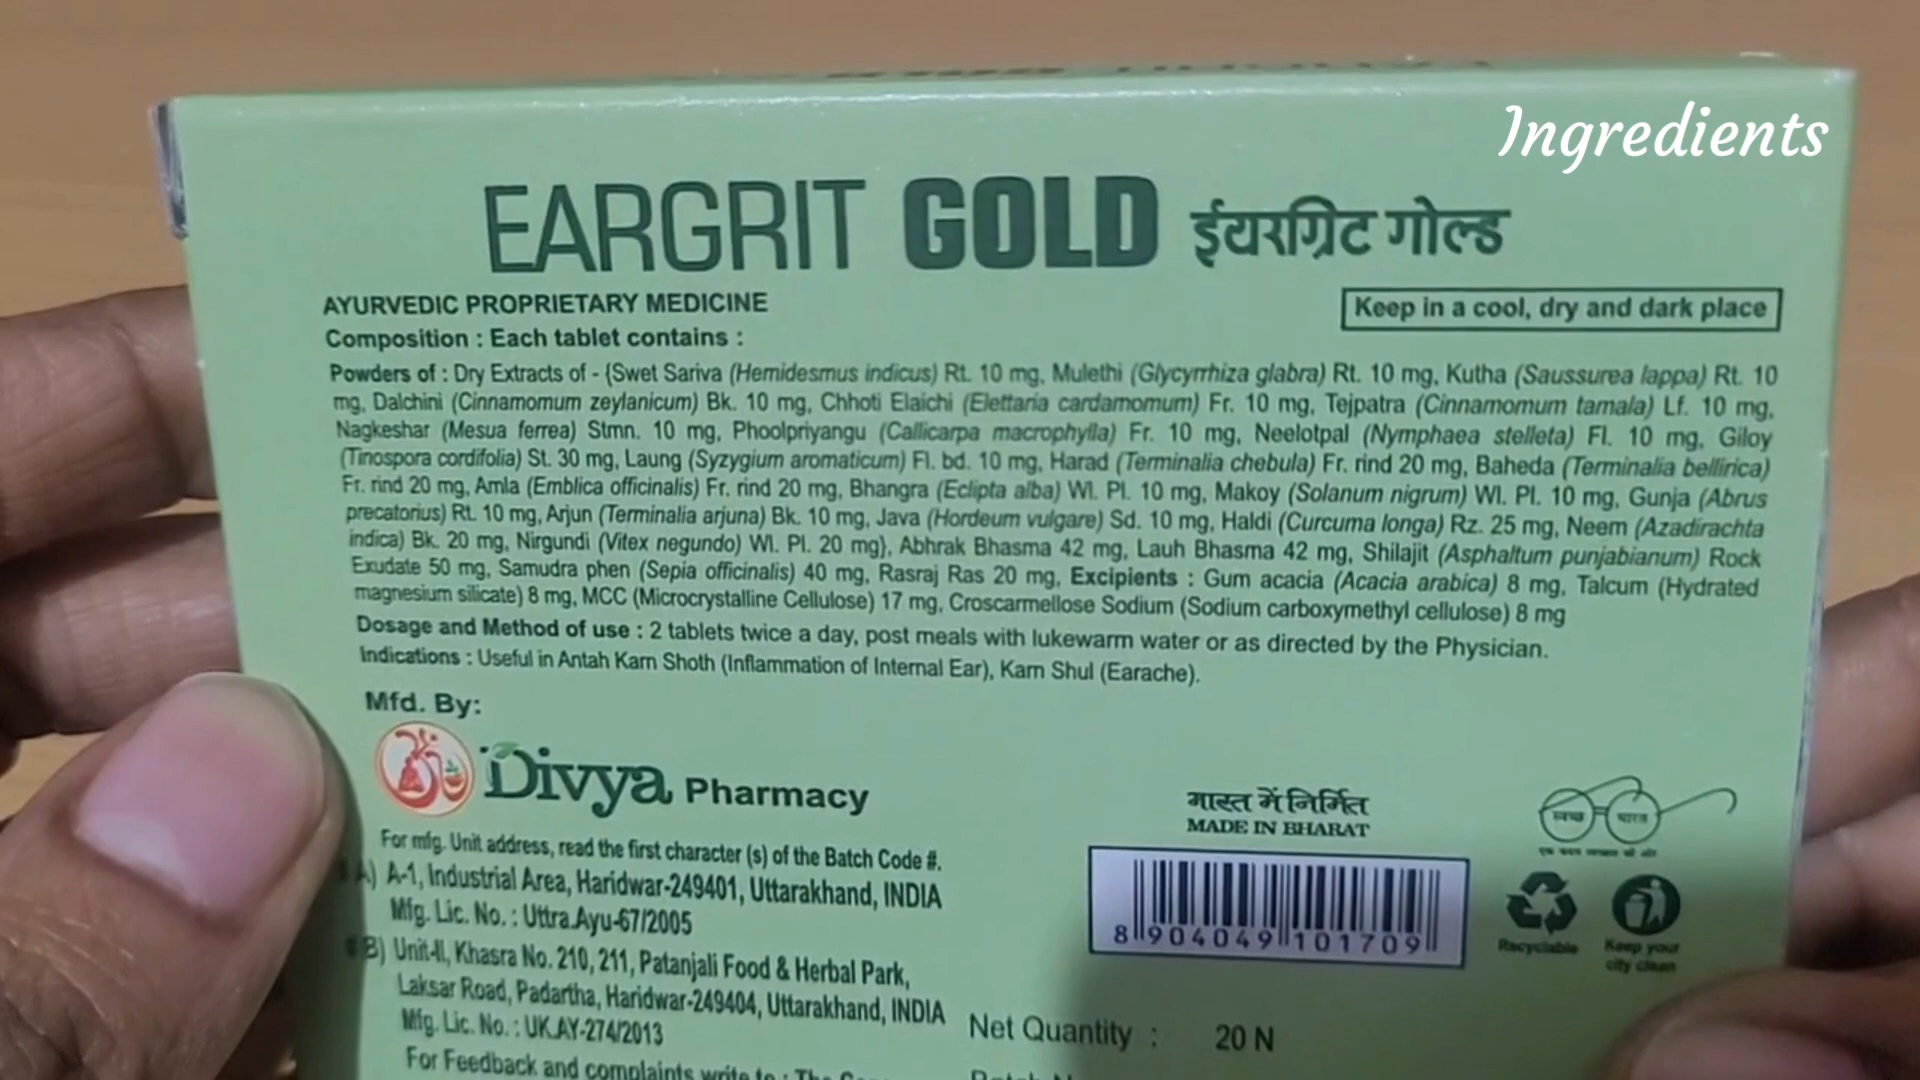 Ingredients
EARGRIT GOLD ईयरग्रिट गोल्ड
AYURVEDIC PROPRIETARY MEDICINE
Keep in a cool, dry and dark place
Composition : Each tablet contains :
Powders of : Dry Extracts of - {Swet Sariva (Hemidesmus indicus) Rt. 10 mg, Mulethi (Glycyrrhiza glabra) Rt. 10 mg, Kutha (Saussurea lappa) Rt. 10
mg, Dalchini (Cinnamomum zeylanicum) Bk. 10 mg, Chhoti Elaichi (Elettaria cardamomum) Fr. 10 mg, Tejpatra (Cinnamomum tamala) Lf. 10 mg,
Nagkeshar (Mesua ferrea) Stmn. 10 mg, Phoolpriyangu (Callicarpa macrophylla) Fr. 10 mg, Neelotpal (Nymphaea stelleta) Fl. 10 mg, Giloy
(Tinospora cordifolia) St. 30 mg, Laung (Syzygium aromaticum) Fl. bd. 10 mg, Harad (Terminalia chebula) Fr. rind 20 mg, Baheda (Terminalia bellirica)
Fr. rind 20 mg, Amla (Emblica officinalis) Fr. rind 20 mg, Bhangra (Eclipta alba) Wl. Pl. 10 mg, Makoy (Solanum nigrum) Wl. Pl. 10 mg, Gunja (Abrus
precatorius) Rt. 10 mg, Arjun (Terminalia arjuna) Bk. 10 mg, Java (Hordeum vulgare) Sd. 10 mg, Haldi (Curcuma longa) Rz. 25 mg, Neem (Azadirachta
indica) Bk. 20 mg, Nirgundi (Vitex negundo) Wl. Pl. 20 mg}, Abhrak Bhasma 42 mg, Lauh Bhasma 42 mg, Shilajit (Asphaltum punjabianum) Rock
Exudate 50 mg, Samudra phen (Sepia officinalis) 40 mg, Rasraj Ras 20 mg, Excipients : Gum acacia (Acacia arabica) 8 mg, Talcum (Hydrated
magnesium silicate) 8 mg, MCC (Microcrystalline Cellulose) 17 mg, Croscarmellose Sodium (Sodium carboxymethyl cellulose) 8 mg
Dosage and Method of use : 2 tablets twice a day, post meals with lukewarm water or as directed by the Physician.
Indications : Useful in Antah Karn Shoth (Inflammation of Internal Ear), Karn Shul (Earache).
Mfd. By:
Divya Pharmacy
For mfg. Unit address, read the first character (s) of the Batch Code #.
A) A-1, Industrial Area, Haridwar-249401, Uttarakhand, INDIA
Mfg. Lic. No. : Uttra.Ayu-67/2005
B) Unit-II, Khasra No. 210, 211, Patanjali Food & Herbal Park,
Laksar Road, Padartha, Haridwar-249404, Uttarakhand, INDIA
Mfg. Lic. No. : UK.AY-274/2013
For Feedback and complaints write to : The
भारत में निर्मित
MADE IN BHARAT
8 904049 101709
स्वच्छ भारत
Recyclable
Keep your
city clean
Net Quantity : 20 N